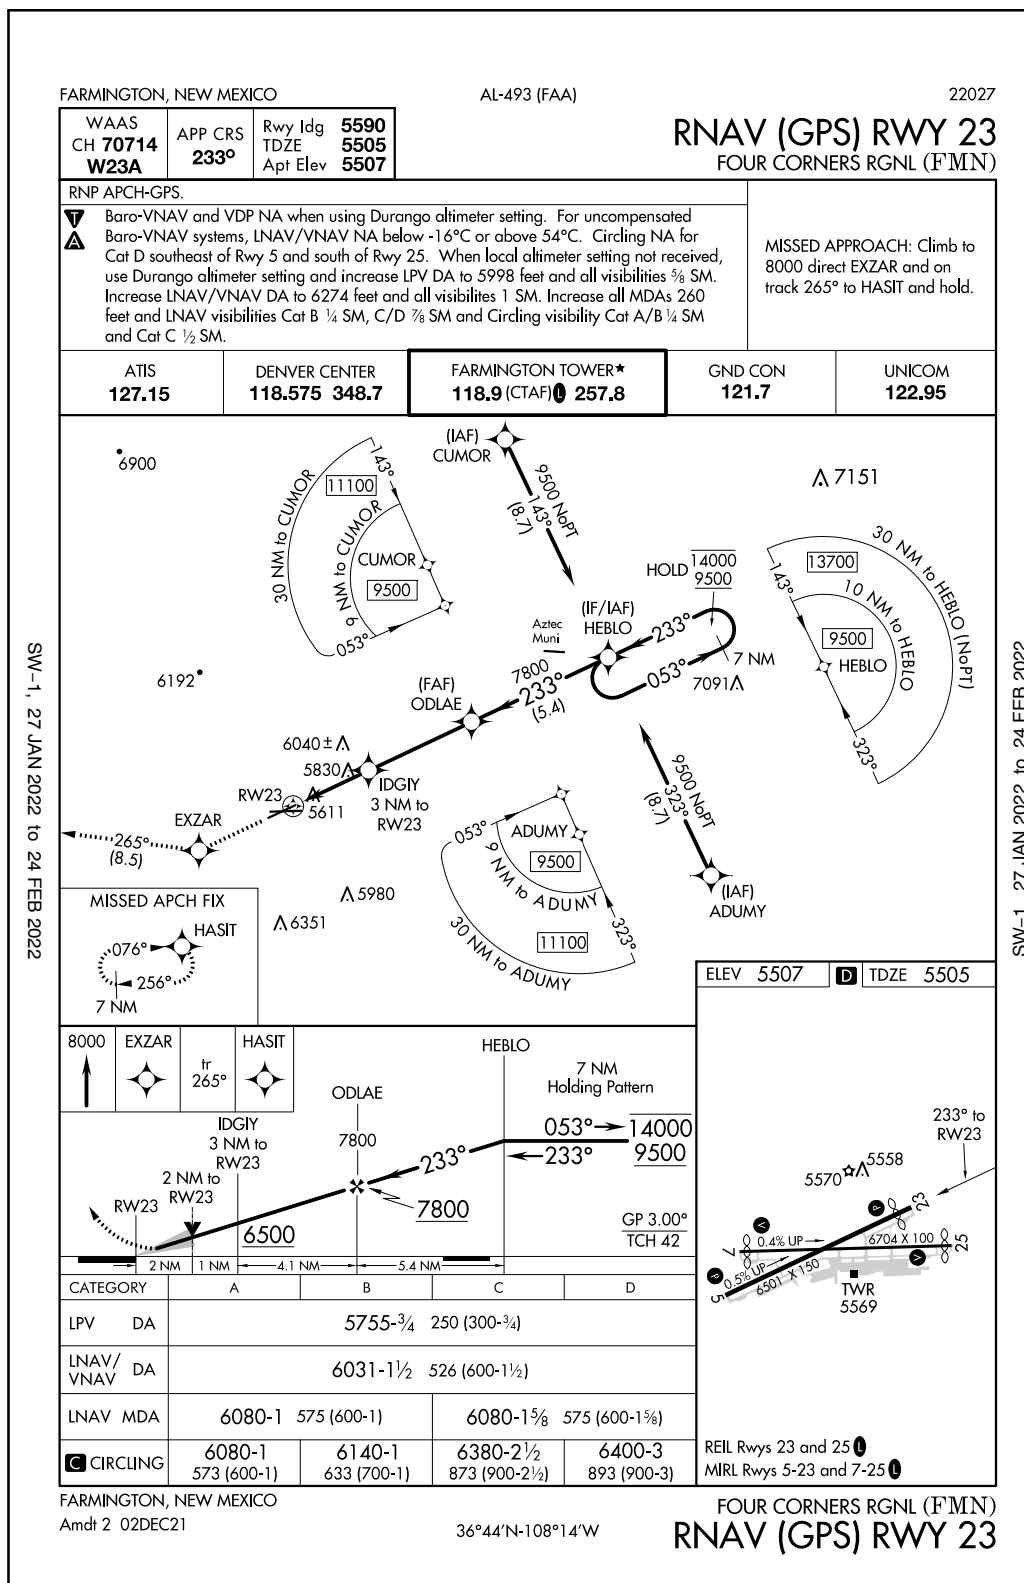 FARMINGTON, NEW MEXICO
AL-493 (FAA)
22027
WAAS
CH 70714
W23A
APP CRS
233°
Rwy ldg 5590
TDZE 5505
Apt Elev 5507
RNAV (GPS) RWY 23
FOUR CORNERS RGNL (FMN)
RNP APCH-GPS.
T
A
Baro-VNAV and VDP NA when using Durango altimeter setting. For uncompensated
Baro-VNAV systems, LNAV/VNAV NA below -16°C or above 54°C. Circling NA for
Cat D southeast of Rwy 5 and south of Rwy 25. When local altimeter setting not received,
use Durango altimeter setting and increase LPV DA to 5998 feet and all visibilities ⅝ SM.
Increase LNAV/VNAV DA to 6274 feet and all visibilites 1 SM. Increase all MDAs 260
feet and LNAV visibilities Cat B ¼ SM, C/D ⅞ SM and Circling visibility Cat A/B ¼ SM
and Cat C ½ SM.
MISSED APPROACH: Climb to
8000 direct EXZAR and on
track 265° to HASIT and hold.
ATIS
127.15
DENVER CENTER
118.575 348.7
FARMINGTON TOWER★
118.9 (CTAF) L 257.8
GND CON
121.7
UNICOM
122.95
6900
(IAF)
CUMOR
9500 NoPT
143°
(8.7)
7151
30 NM to CUMOR
11100
143°
9 NM to CUMOR
CUMOR
9500
053°
HOLD
14000
9500
30 NM to HEBLO (NoPT)
13700
143°
10 NM to HEBLO
9500
HEBLO
323°
(IF/IAF)
HEBLO
Aztec
Muni
233°
053°
7 NM
7091
7800
233°
(5.4)
6192
(FAF)
ODLAE
6040±
5830
IDGIY
3 NM to
RW23
RW23
5611
EXZAR
265°
(8.5)
9500 NoPT
323°
(8.7)
053°
ADUMY
9500
9 NM to ADUMY
11100
323°
30 NM to ADUMY
(IAF)
ADUMY
5980
6351
MISSED APCH FIX
HASIT
076°
256°
7 NM
SW-1, 27 JAN 2022 to 24 FEB 2022
SW-1, 27 JAN 2022 to 24 FEB 2022
ELEV 5507
D
TDZE 5505
233° to
RW23
5558
5570
P
23
V
0.4% UP
6704 X 100
7
25
V
0.5% UP
6501 X 150
P
5
TWR
5569
REIL Rwys 23 and 25 L
MIRL Rwys 5-23 and 7-25 L
8000
EXZAR
tr
265°
HASIT
HEBLO
7 NM
Holding Pattern
ODLAE
IDGIY
3 NM to
RW23
7800
053°
14000
233°
9500
233°
2 NM to
RW23
RW23
7800
6500
GP 3.00°
TCH 42
2 NM
1 NM
4.1 NM
5.4 NM
CATEGORY A B C D
LPV DA 5755-¾ 250 (300-¾)
LNAV/
VNAV DA 6031-1½ 526 (600-1½)
LNAV MDA 6080-1 575 (600-1) 6080-1⅝ 575 (600-1⅝)
C CIRCLING
6080-1
573 (600-1)
6140-1
633 (700-1)
6380-2½
873 (900-2½)
6400-3
893 (900-3)
FARMINGTON, NEW MEXICO
Amdt 2 02DEC21
36°44'N-108°14'W
FOUR CORNERS RGNL (FMN)
RNAV (GPS) RWY 23